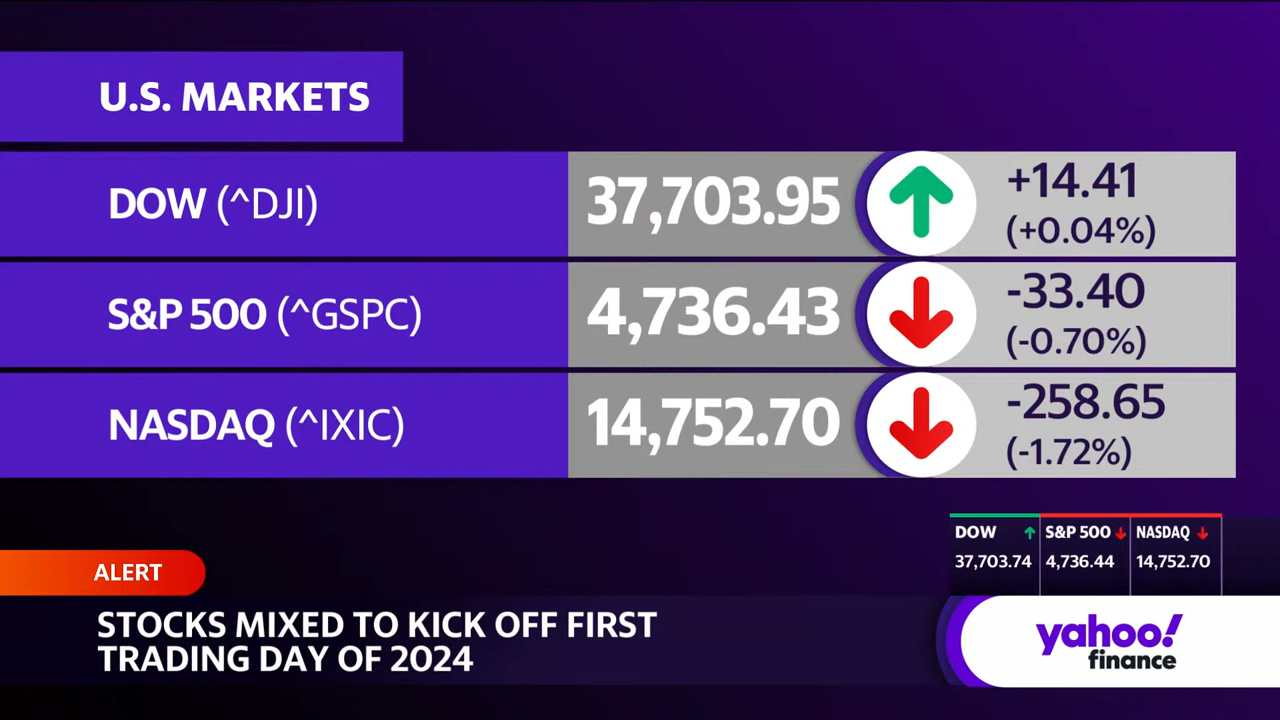 U.S. MARKETS
DOW (^DJI) 37,703.95 +14.41
(+0.04%)
S&P 500 (^GSPC) 4,736.43 -33.40
(-0.70%)
NASDAQ (^IXIC) 14,752.70 -258.65
(-1.72%)
DOW S&P 500 NASDAQ
37,703.74 4,736.44 14,752.70
ALERT
STOCKS MIXED TO KICK OFF FIRST
TRADING DAY OF 2024
yahoo!
finance